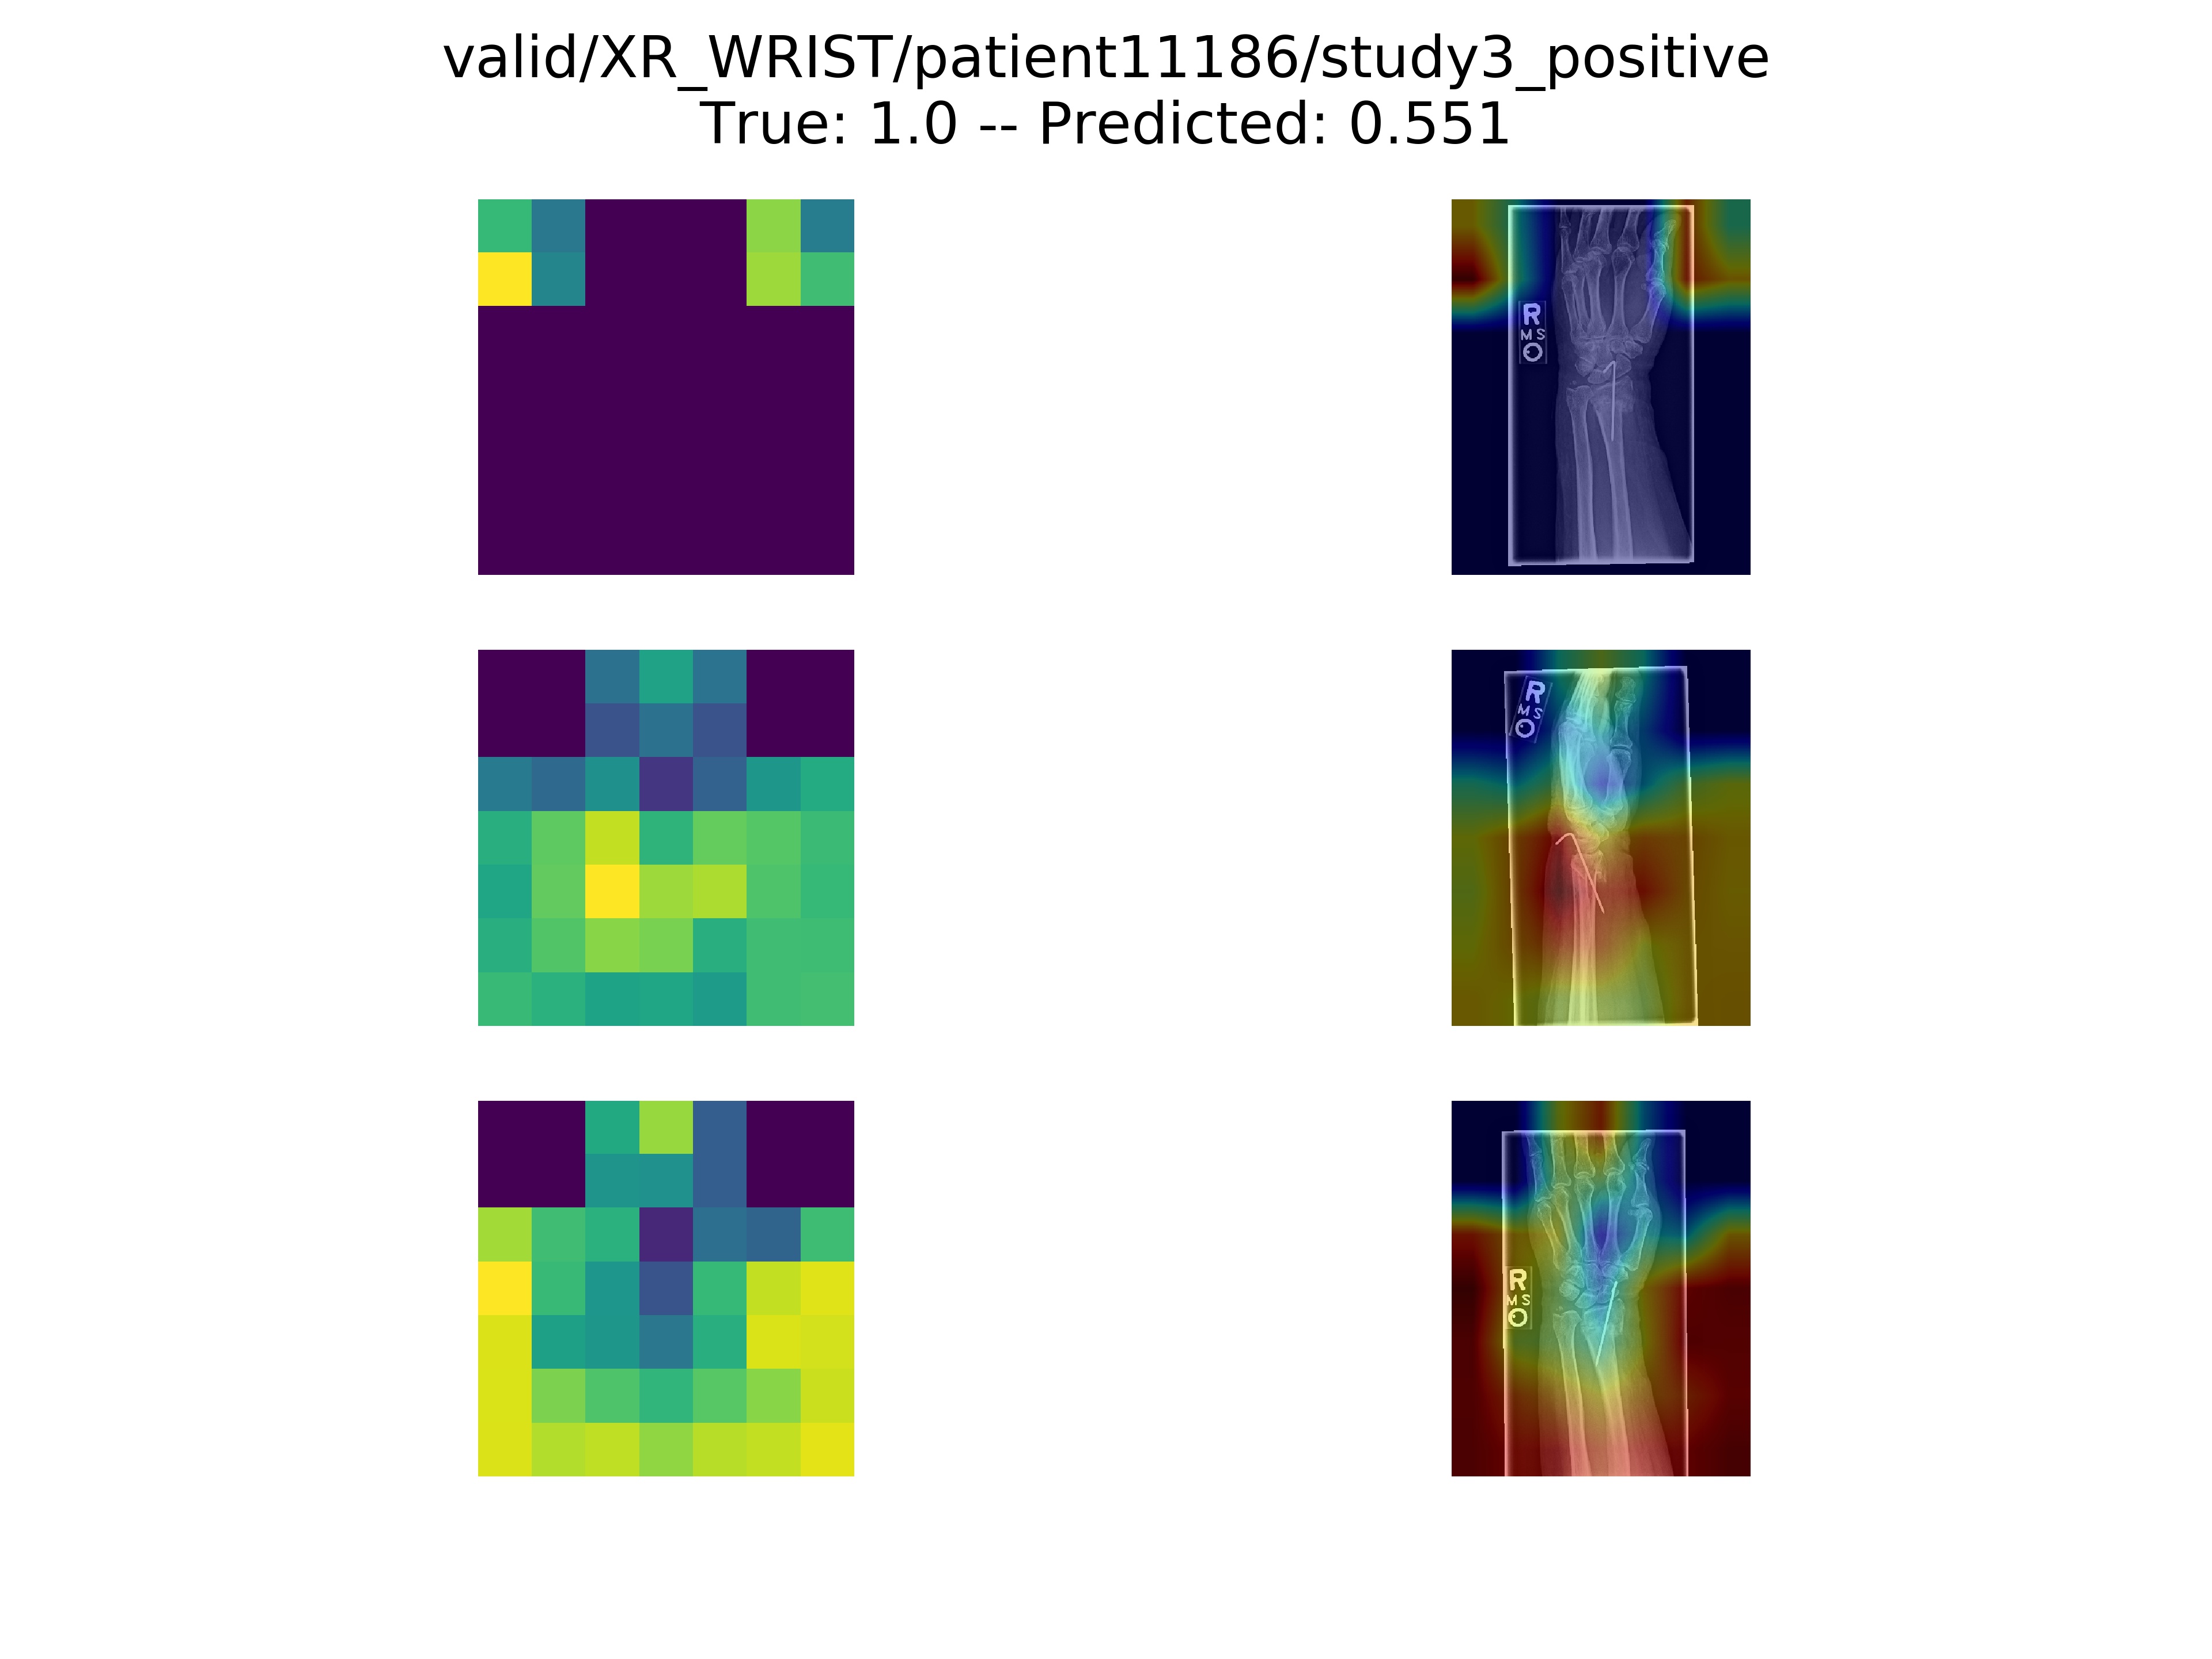 valid/XR_WRIST/patient11186/study3_positive
True: 1.0 -- Predicted: 0.551
R
M S
R
M S
R
M S